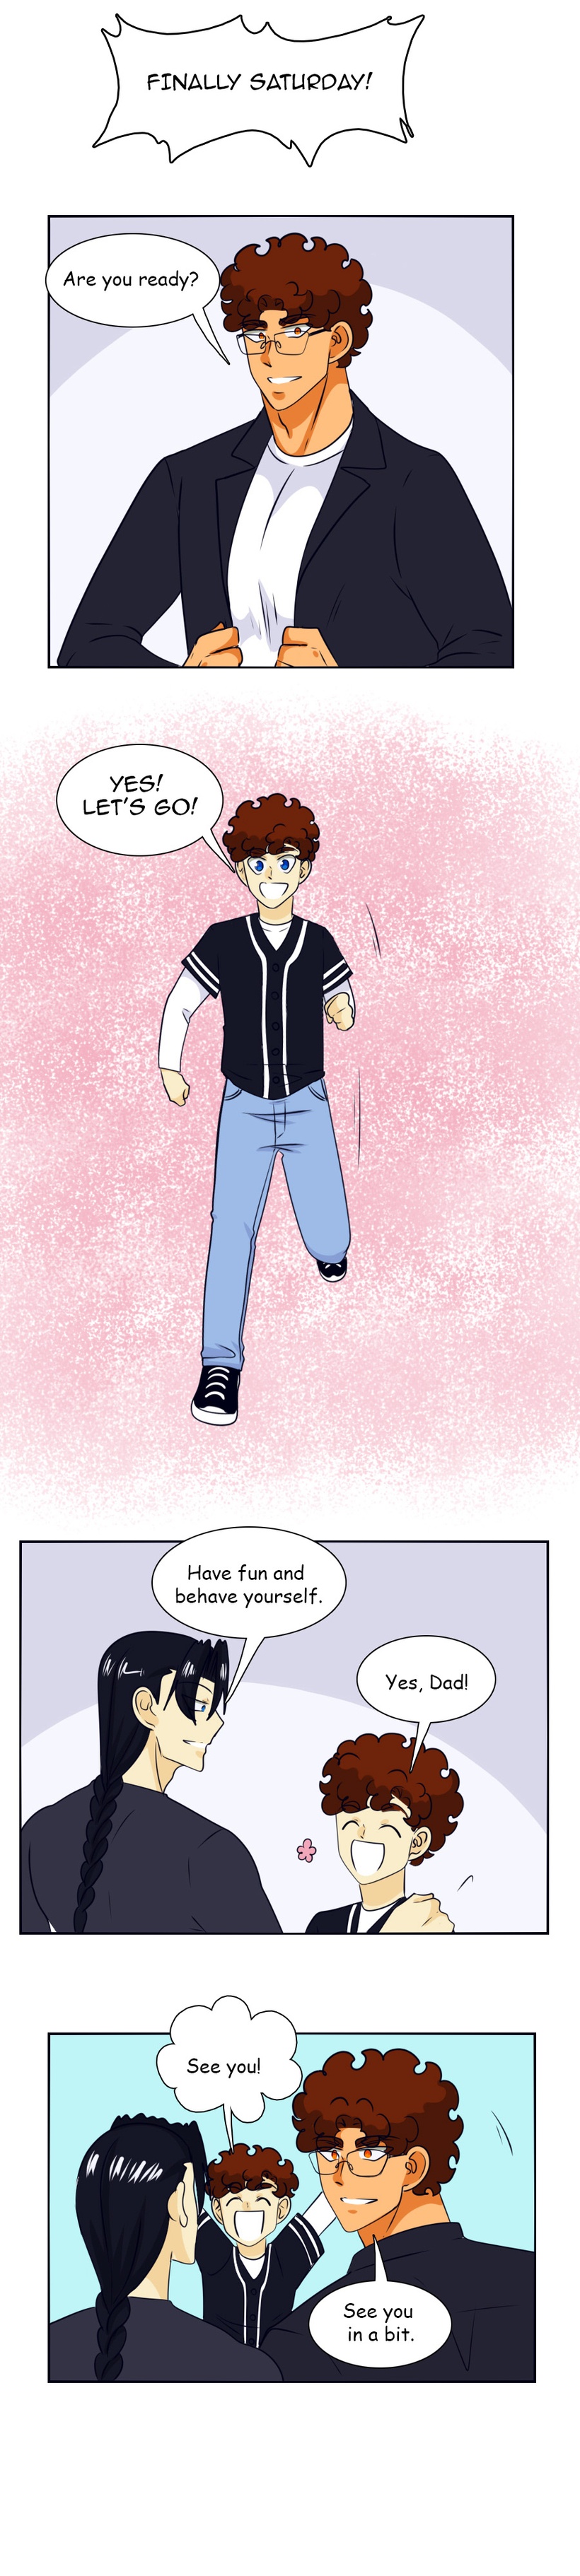 FINALLY SATURDAY!
Are you ready?
YES!
LET'S GO!
Have fun and
behave yourself.
Yes, Dad!
See you!
See you
in a bit.